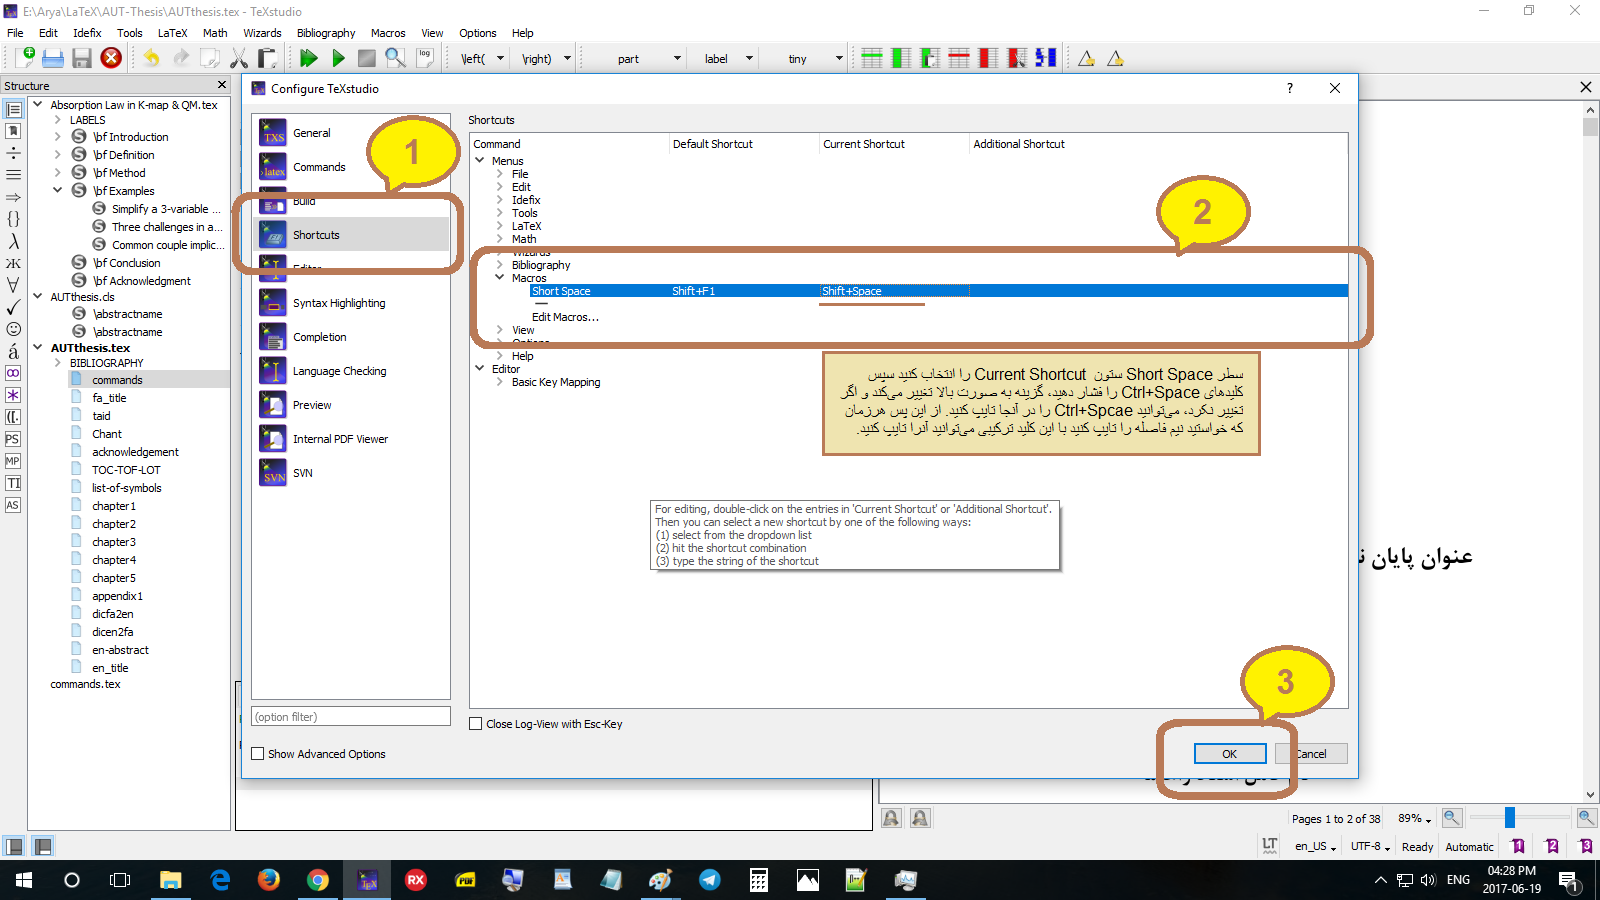 E:\Arya\LaTeX\AUT-Thesis\AUTthesis.tex - TeXstudio
File Edit Idefix Tools LaTeX Math Wizards Bibliography Macros View Options Help
log \left( \right) part label tiny
Structure
Absorption Law in K-map & QM.tex
LABELS
\bf Introduction
\bf Definition
\bf Method
\bf Examples
Simplify a 3-variable ...
Three challenges in a...
Common couple implic...
\bf Conclusion
\bf Acknowledgment
AUTthesis.cls
\abstractname
\abstractname
AUTthesis.tex
BIBLIOGRAPHY
commands
fa_title
taid
Chant
acknowledgement
TOC-TOF-LOT
list-of-symbols
chapter1
chapter2
chapter3
chapter4
chapter5
appendix1
dicfa2en
dicen2fa
en-abstract
en_title
commands.tex
PS
MP
TI
AS
Configure TeXstudio
General
Commands
Build
Shortcuts
Editor
Syntax Highlighting
Completion
Language Checking
Preview
Internal PDF Viewer
SVN
(option filter)
Show Advanced Options
1
Shortcuts
Command Default Shortcut Current Shortcut Additional Shortcut
Menus
File
Edit
Idefix
Tools
LaTeX
Math
Wizards
Bibliography
Macros
Short Space Shift+F1 Shift+Space
Edit Macros...
View
Options
Help
Editor
Basic Key Mapping
2
سطر Short Space ستون Current Shortcut را انتخاب کنید سپس
کلیدهای Ctrl+Space را فشار دهید، گزینه به صورت بالا تغییر می‌کند و اگر
تغییر نکرد، می‌توانید Ctrl+Spcae را در آنجا تایپ کنید. از این پس هرزمان
که خواستید نیم فاصله را تایپ کنید با این کلید ترکیبی می‌توانید آنرا تایپ کنید.
For editing, double-click on the entries in 'Current Shortcut' or 'Additional Shortcut'.
Then you can select a new shortcut by one of the following ways:
(1) select from the dropdown list
(2) hit the shortcut combination
(3) type the string of the shortcut
عنوان پایان ن
3
Close Log-View with Esc-Key
OK Cancel
Pages 1 to 2 of 38 89%
LT en_US UTF-8 Ready Automatic 1 2 3
ENG 04:28 PM
2017-06-19
1